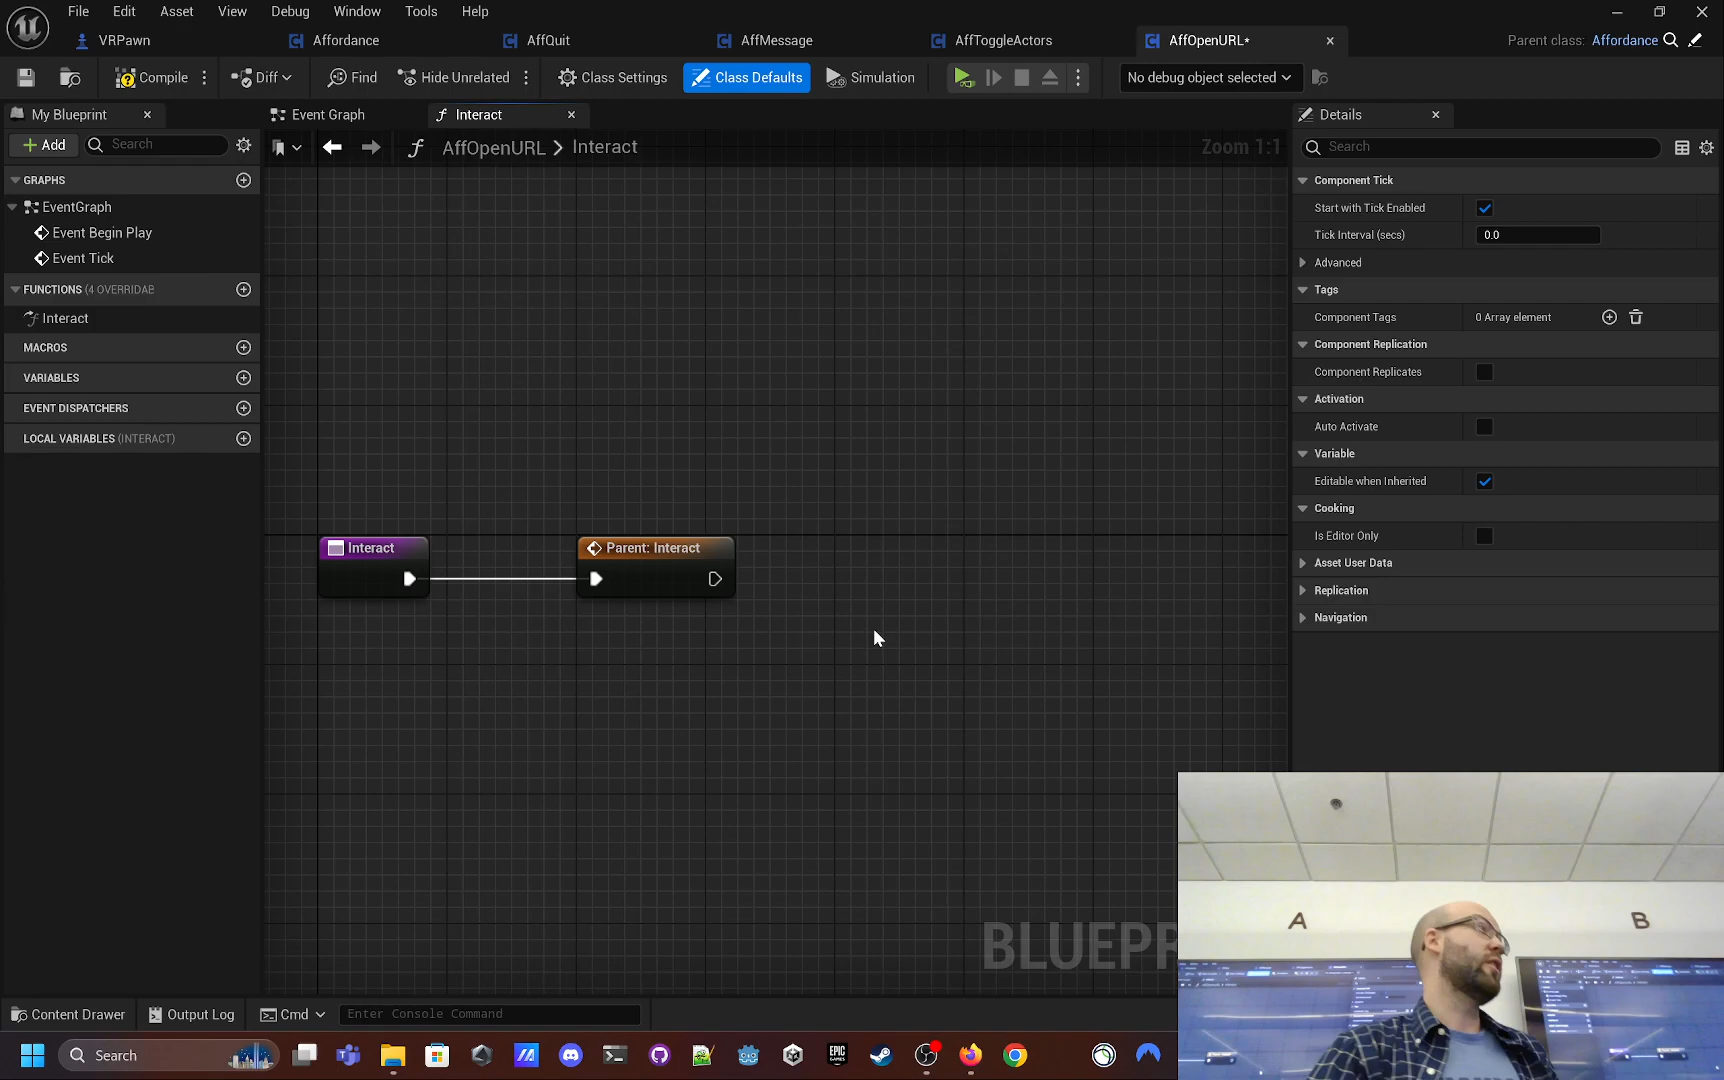 File Edit Asset View Debug Window Tools Help
VRPawn Affordance AffQuit AffMessage AffToggleActors AffOpenURL* Parent class: Affordance
Compile Diff Find Hide Unrelated Class Settings Class Defaults Simulation No debug object selected
My Blueprint Event Graph Interact Details
Add Search AffOpenURL > Interact Zoom 1:1 Search
GRAPHS
EventGraph
Event Begin Play
Event Tick
FUNCTIONS (4 OVERRIDAB
Interact
MACROS
VARIABLES
EVENT DISPATCHERS
LOCAL VARIABLES (INTERACT)
Interact
Parent: Interact
BLUEPR
Component Tick
Start with Tick Enabled
Tick Interval (secs) 0.0
Advanced
Tags
Component Tags 0 Array element
Component Replication
Component Replicates
Activation
Auto Activate
Variable
Editable when Inherited
Cooking
Is Editor Only
Asset User Data
Replication
Navigation
A B
Content Drawer Output Log Cmd Enter Console Command
Search EPIC GAMES